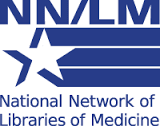 NN/LM
National Network of
Libraries of Medicine